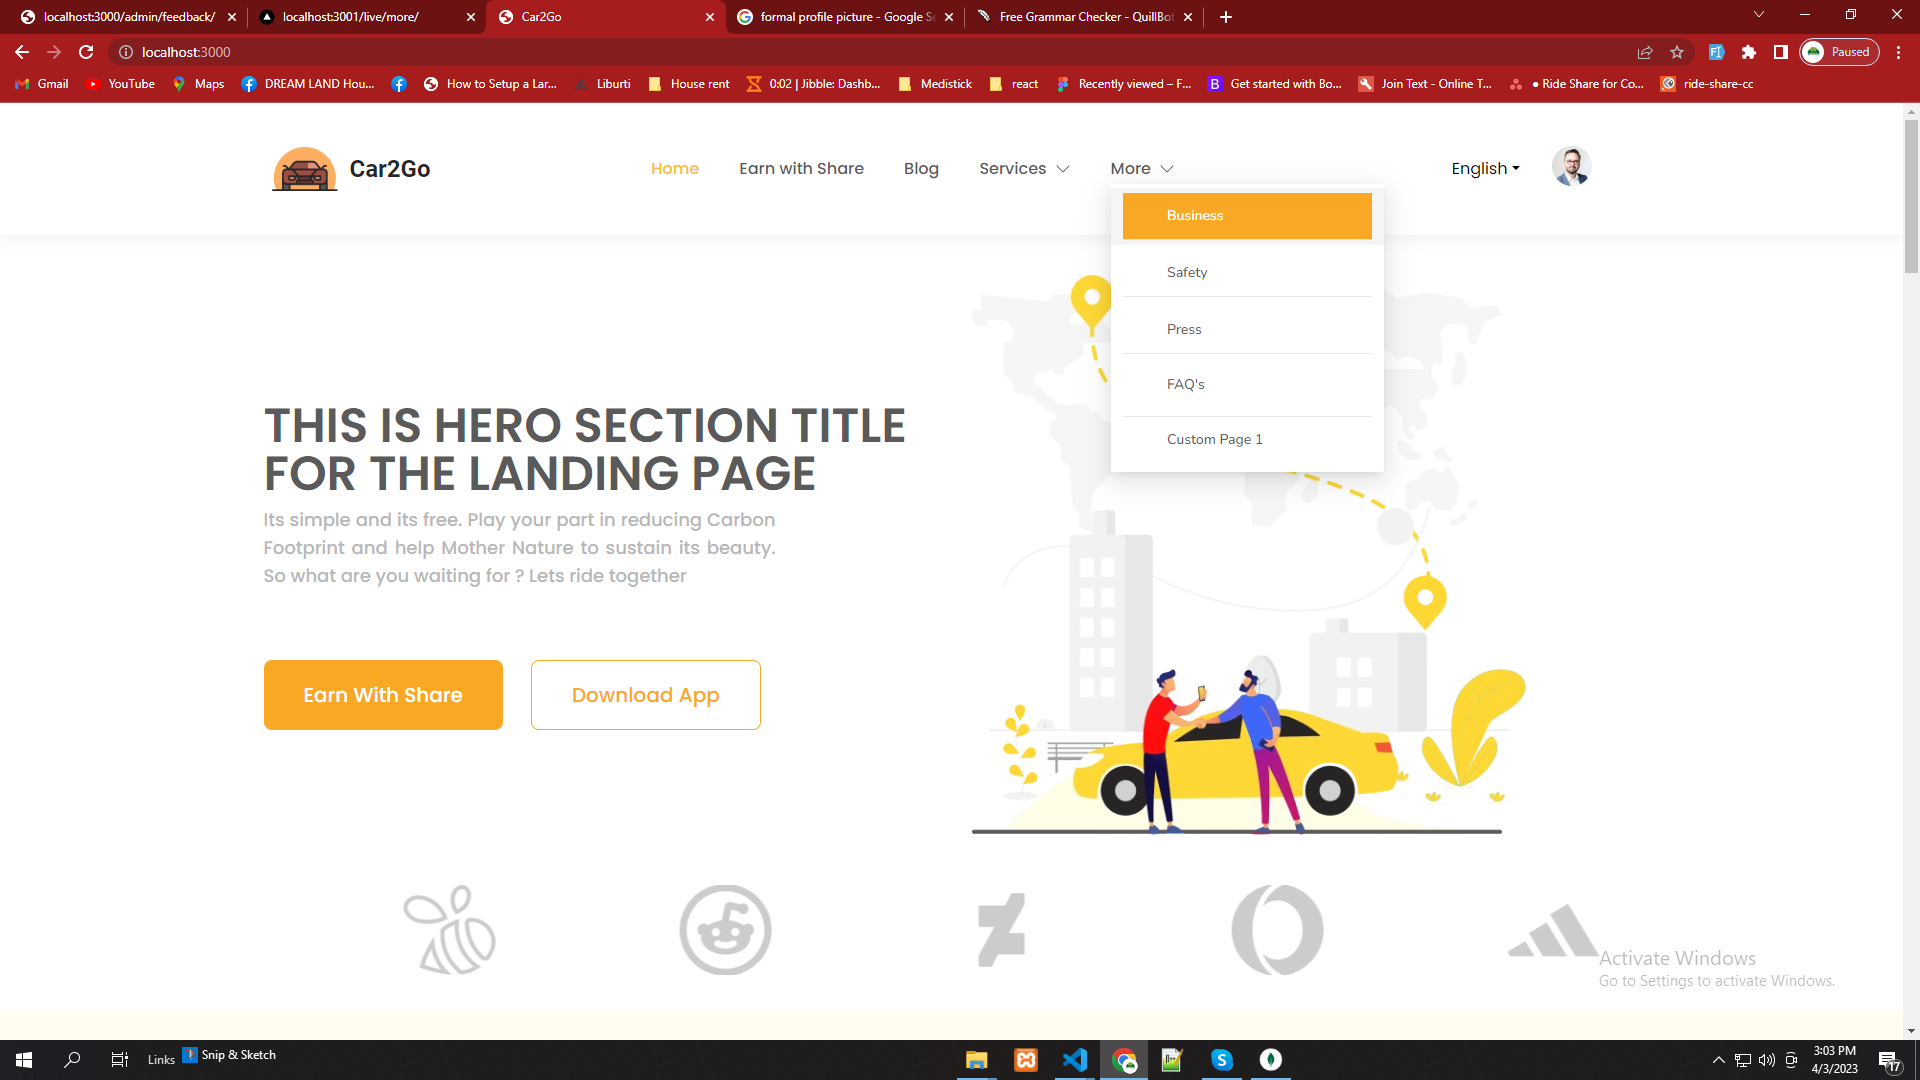 localhost:3000/admin/feedback/
localhost:3001/live/more/
Car2Go
formal profile picture - Google
Free Grammar Checker -
localhost:3000
Paused
Gmail
YouTube
Maps
DREAM LAND Hou...
How to Setup a Lar...
Liburti
House rent
0:02 | Jibble: Dashb...
Medistick
react
Recently viewed – F...
Get started with Bo...
Join Text - Online T...
● Ride Share for Co...
ride-share-cc
Car2Go
Home
Earn with Share
Blog
Services
More
English
Business
Safety
Press
FAQ's
Custom Page 1
THIS IS HERO SECTION TITLE
FOR THE LANDING PAGE
Its simple and its free. Play your part in reducing Carbon
Footprint and help Mother Nature to sustain its beauty.
So what are you waiting for ? Lets ride together
Earn With Share
Download App
Activate Windows
Go to Settings to activate Windows.
Links
Snip & Sketch
3:03 PM
4/3/2023
17